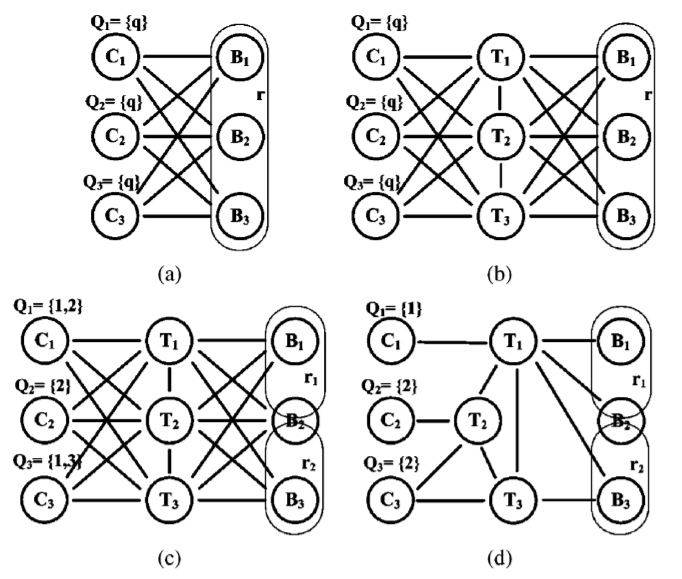 Q₁= {q}
C₁ B₁
r
Q₂= {q}
C₂ B₂
Q₃= {q}
C₃ B₃
(a)
Q₁= {q}
C₁ T₁ B₁
r
Q₂= {q}
C₂ T₂ B₂
Q₃= {q}
C₃ T₃ B₃
(b)
Q₁= {1,2}
C₁ T₁ B₁
r₁
Q₂= {2}
C₂ T₂ B₂
Q₃= {1,3}
r₂
C₃ T₃ B₃
(c)
Q₁= {1}
C₁ T₁ B₁
r₁
Q₂= {2}
C₂ T₂ B₂
Q₃= {2}
r₂
C₃ T₃ B₃
(d)